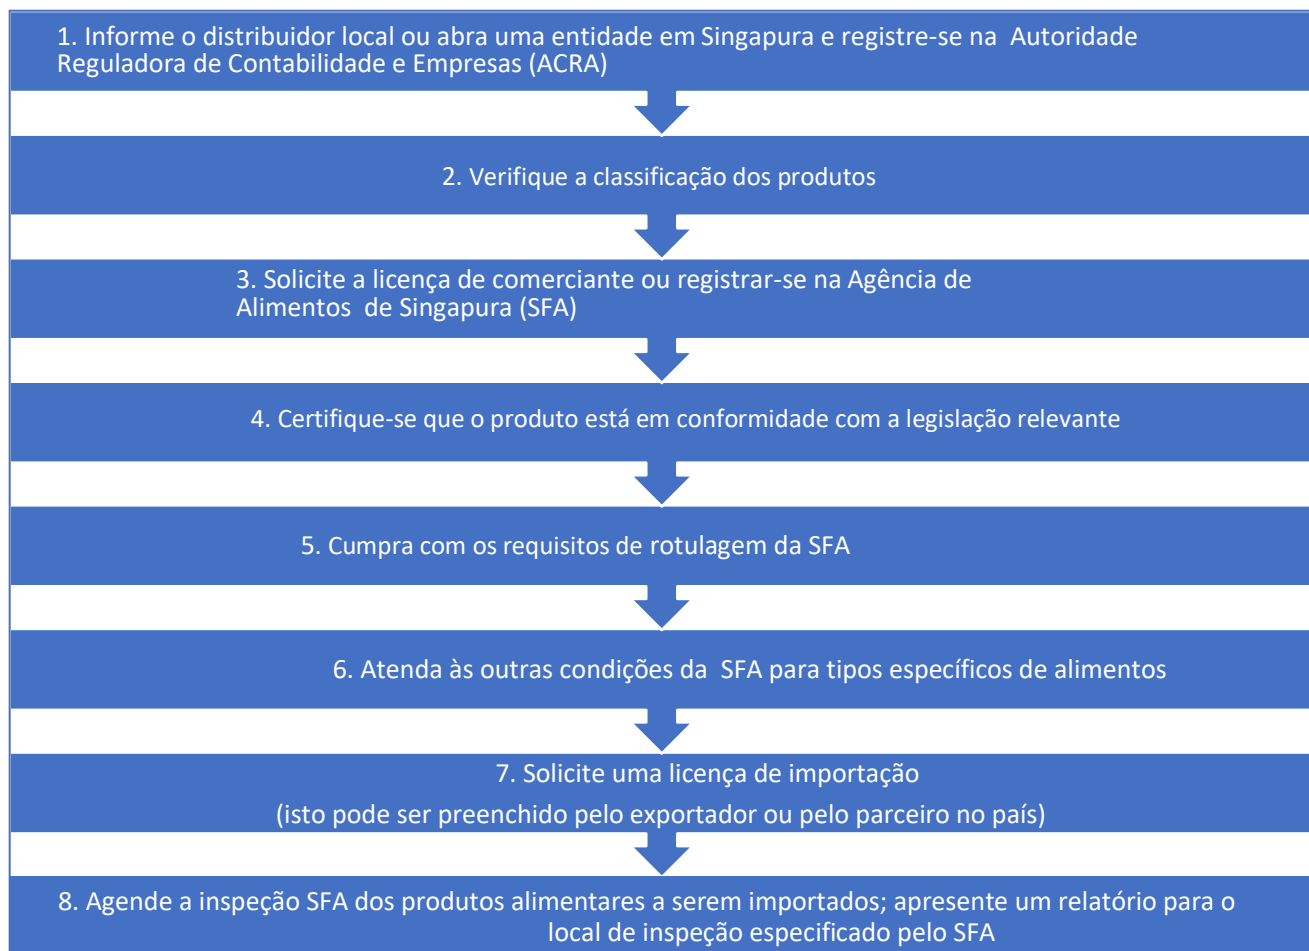 1. Informe o distribuidor local ou abra uma entidade em Singapura e registre-se na Autoridade
Reguladora de Contabilidade e Empresas (ACRA)
2. Verifique a classificação dos produtos
3. Solicite a licença de comerciante ou registrar-se na Agência de
Alimentos de Singapura (SFA)
4. Certifique-se que o produto está em conformidade com a legislação relevante
5. Cumpra com os requisitos de rotulagem da SFA
6. Atenda às outras condições da SFA para tipos específicos de alimentos
7. Solicite uma licença de importação
(isto pode ser preenchido pelo exportador ou pelo parceiro no país)
8. Agende a inspeção SFA dos produtos alimentares a serem importados; apresente um relatório para o
local de inspeção especificado pelo SFA